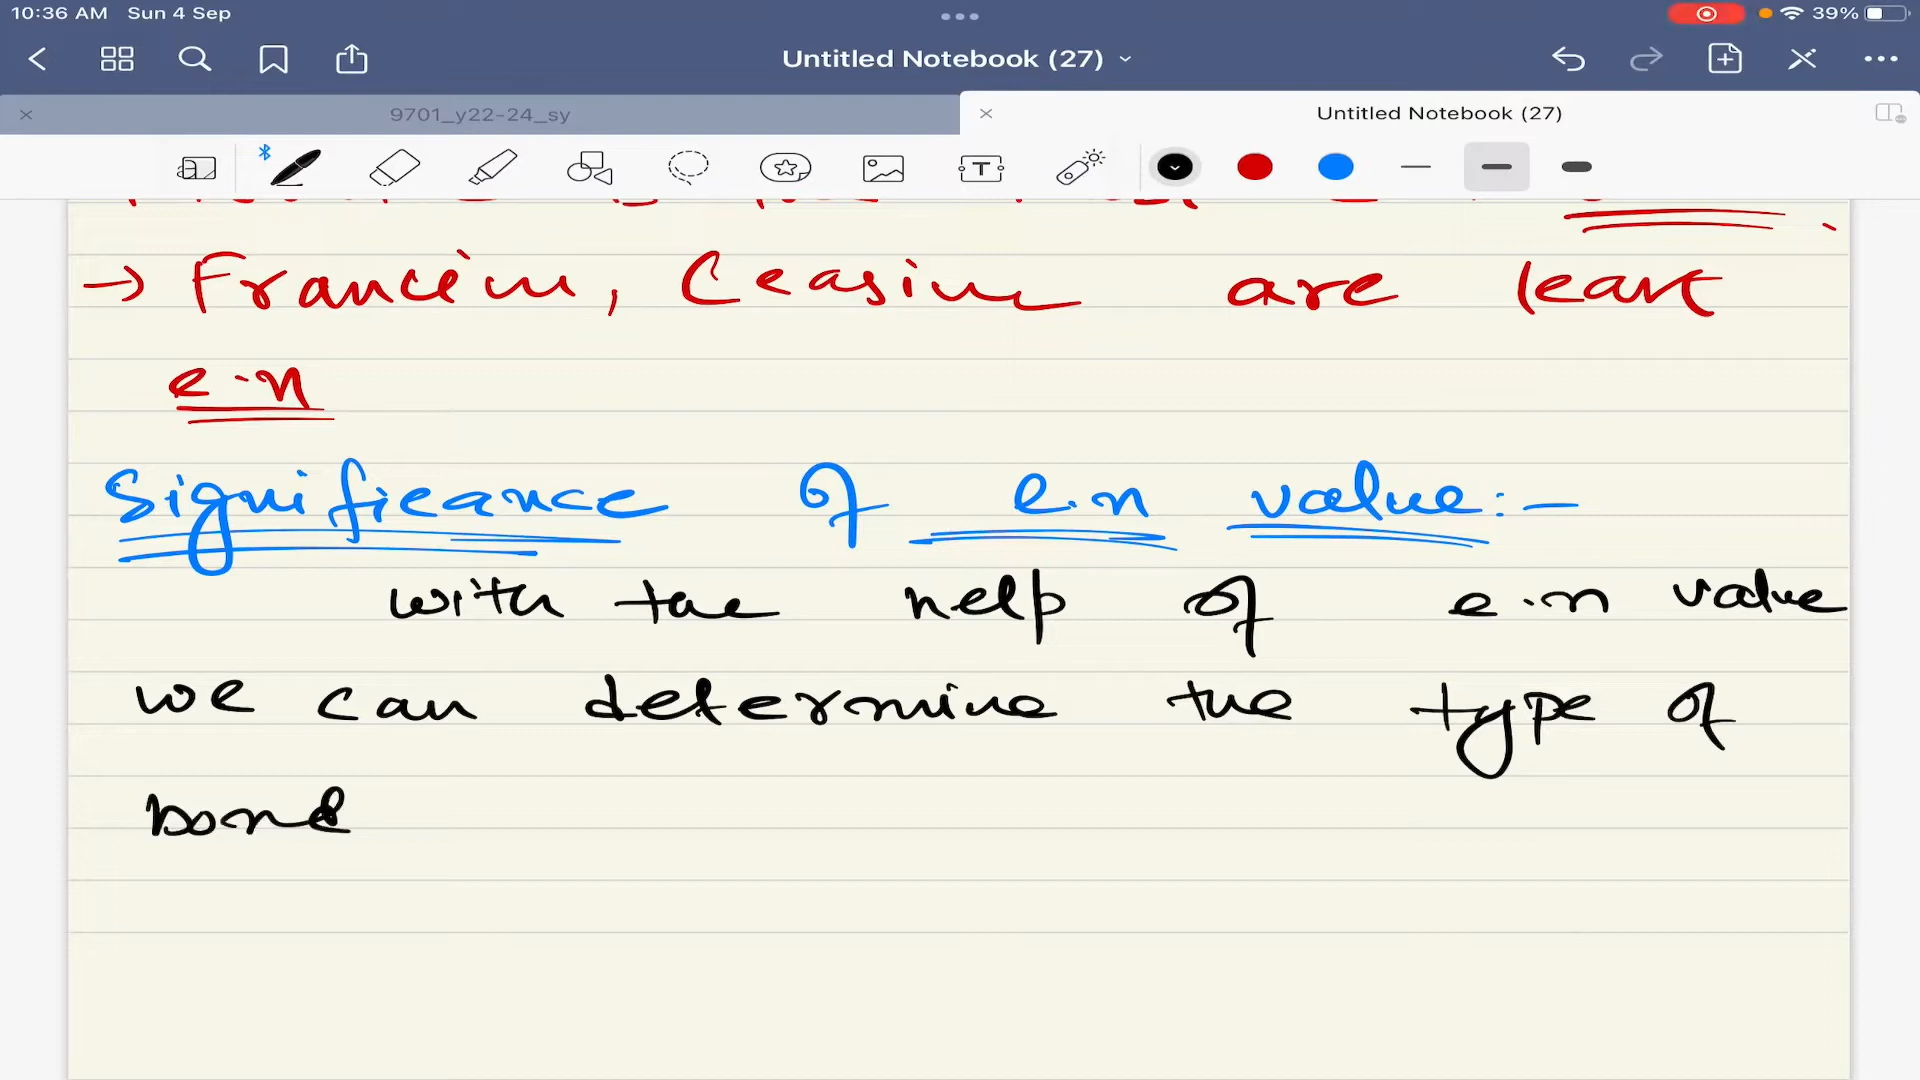 10:36 AM Sun 4 Sep
39%
Untitled Notebook (27)
9701_y22-24_sy
Untitled Notebook (27)
→ Francium, Ceasium are least
e.n
Significance of e.n value:-
with the help of e.n value
we can determine the type of
bond